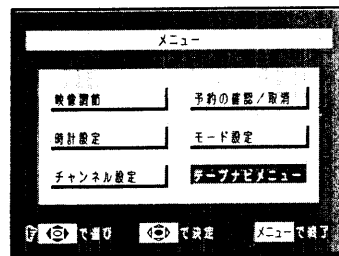 メニュー
映像調節 予約の確認/取消
時計設定 モード設定
チャンネル設定 テープナビメニュー
で選び で決定 メニューで終了